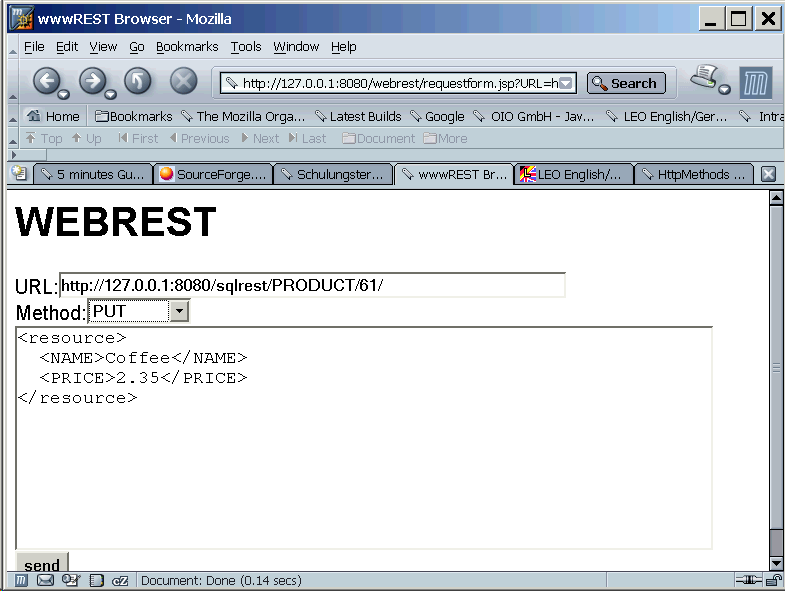 wwwREST Browser - Mozilla
File Edit View Go Bookmarks Tools Window Help
http://127.0.0.1:8080/webrest/requestform.jsp?URL=h Search
Home Bookmarks The Mozilla Orga... Latest Builds Google OIO GmbH - Jav... LEO English/Ger... Intra
Top Up First Previous Next Last Document More
5 minutes Gu... SourceForge.... Schulungster... wwwREST Br... LEO English/... HttpMethods ...
WEBREST
URL:http://127.0.0.1:8080/sqlrest/PRODUCT/61/
Method: PUT
<resource>
  <NAME>Coffee</NAME>
  <PRICE>2.35</PRICE>
</resource>
send
Document: Done (0.14 secs)